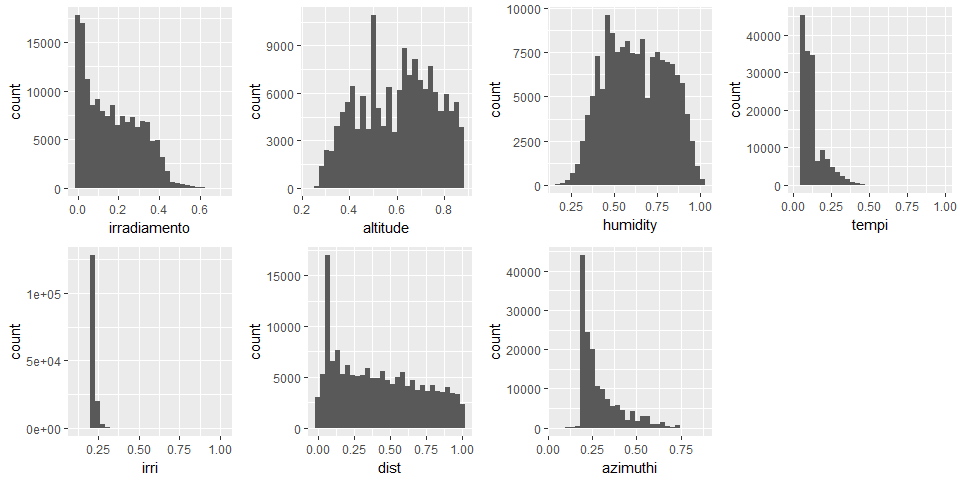 count
15000
10000
5000
0
0.0 0.2 0.4 0.6
irradiamento
count
9000
6000
3000
0
0.2 0.4 0.6 0.8
altitude
count
10000
7500
5000
2500
0
0.25 0.50 0.75 1.00
humidity
count
40000
30000
20000
10000
0
0.00 0.25 0.50 0.75 1.00
tempi
count
1e+05
5e+04
0e+00
0.25 0.50 0.75 1.00
irri
count
15000
10000
5000
0
0.00 0.25 0.50 0.75 1.00
dist
count
40000
30000
20000
10000
0
0.00 0.25 0.50 0.75
azimuthi